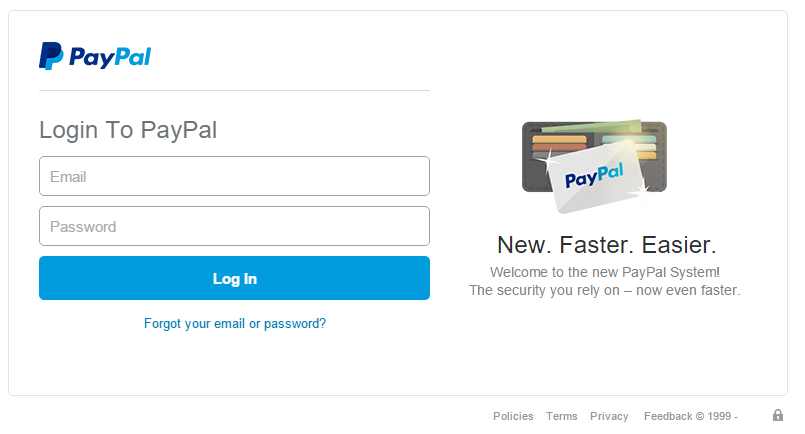 PayPal
Login To PayPal
Email
Password
Log In
Forgot your email or password?
PayPal
New. Faster. Easier.
Welcome to the new PayPal System!
The security you rely on – now even faster.
Policies Terms Privacy Feedback © 1999 -